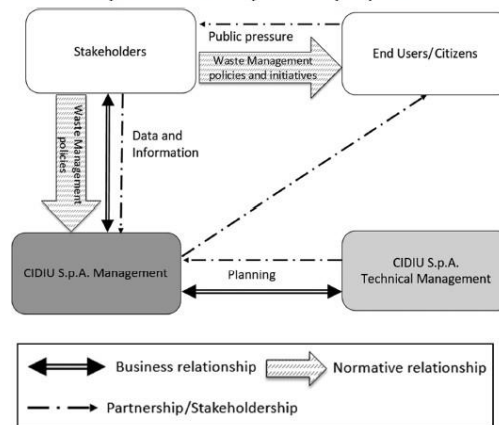 Public pressure
Stakeholders
End Users/Citizens
Waste Management
policies and initiatives
Waste Management
policies
Data and
Information
CIDIU S.p.A. Management
Planning
CIDIU S.p.A.
Technical Management
Business relationship
Normative relationship
Partnership/Stakeholdership